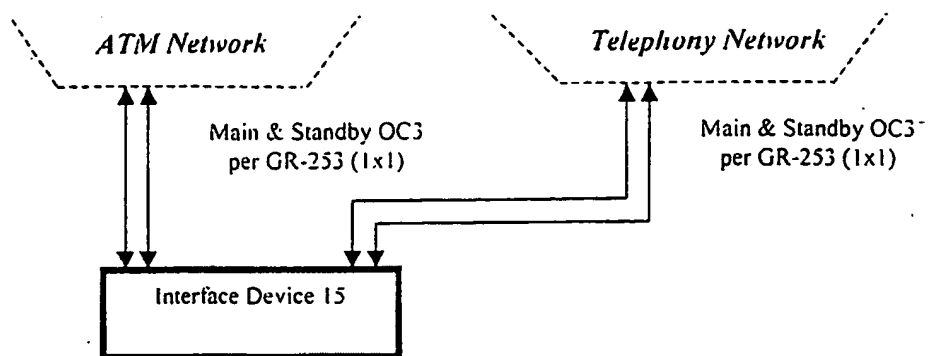 ATM Network
Telephony Network
Main & Standby OC3
per GR-253 (1x1)
Main & Standby OC3
per GR-253 (1x1)
Interface Device 15